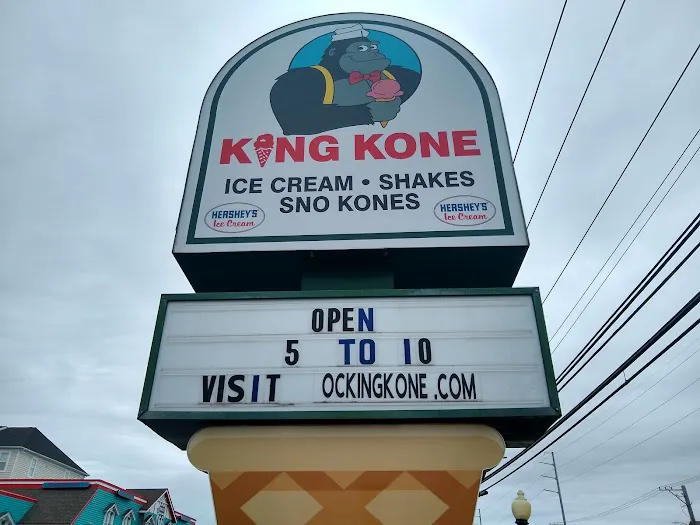 KING KONE
ICE CREAM • SHAKES
SNO KONES
HERSHEY'S
Ice Cream
HERSHEY'S
Ice Cream
OPEN
5 TO 10
VISIT OCKINGKONE.COM